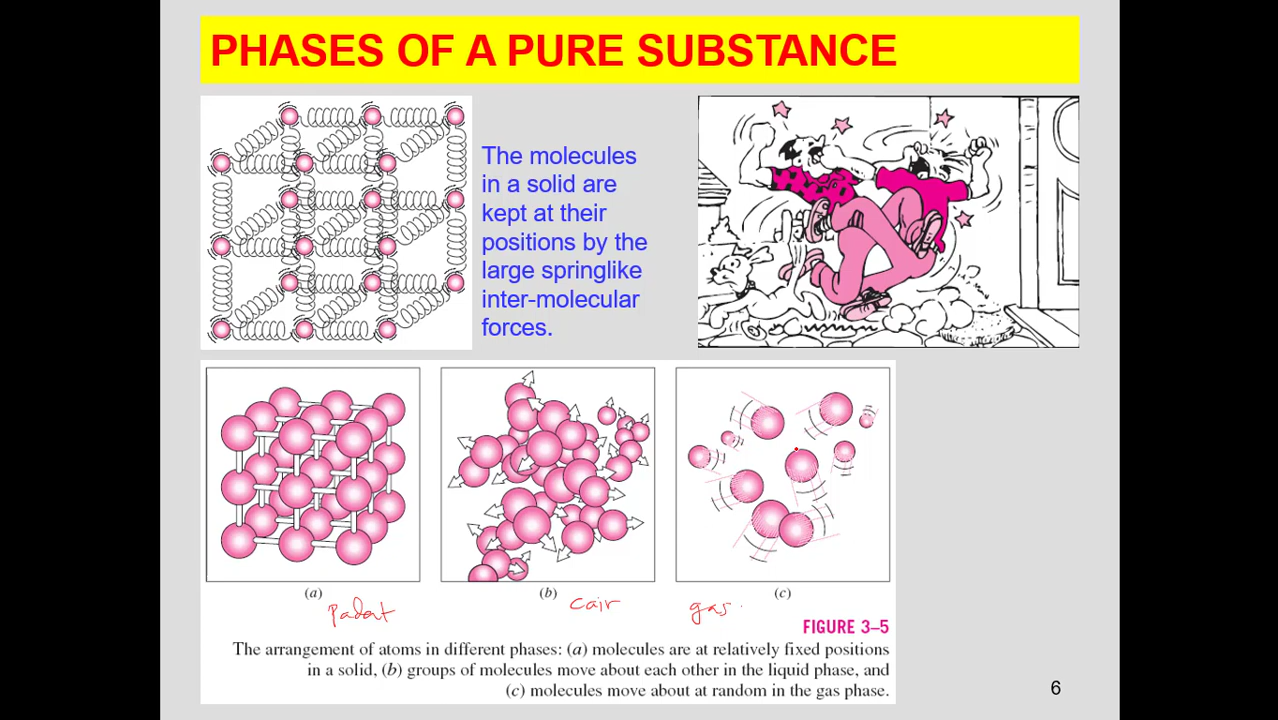 PHASES OF A PURE SUBSTANCE
The molecules
in a solid are
kept at their
positions by the
large springlike
inter-molecular
forces.
(a)
(b)
(c)
padat
cair
gas
FIGURE 3–5
The arrangement of atoms in different phases: (a) molecules are at relatively fixed positions
in a solid, (b) groups of molecules move about each other in the liquid phase, and
(c) molecules move about at random in the gas phase.
6